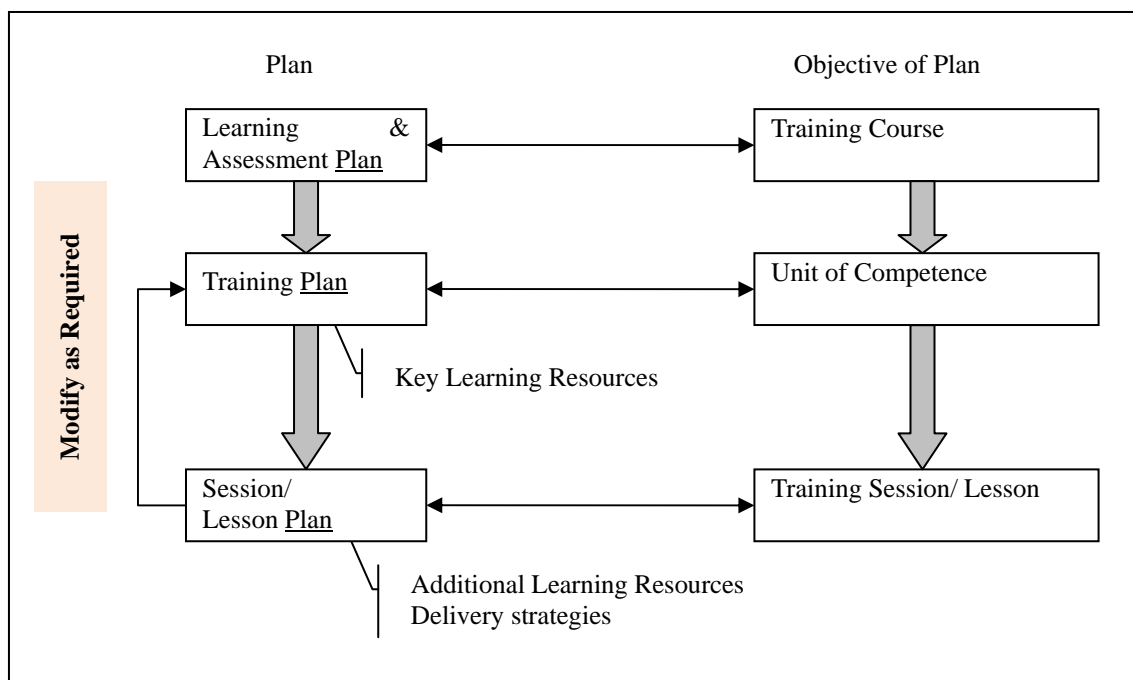 Plan
Objective of Plan
Learning &
Assessment Plan
Training Course
Modify as Required
Training Plan
Unit of Competence
Key Learning Resources
Session/
Lesson Plan
Training Session/ Lesson
Additional Learning Resources
Delivery strategies